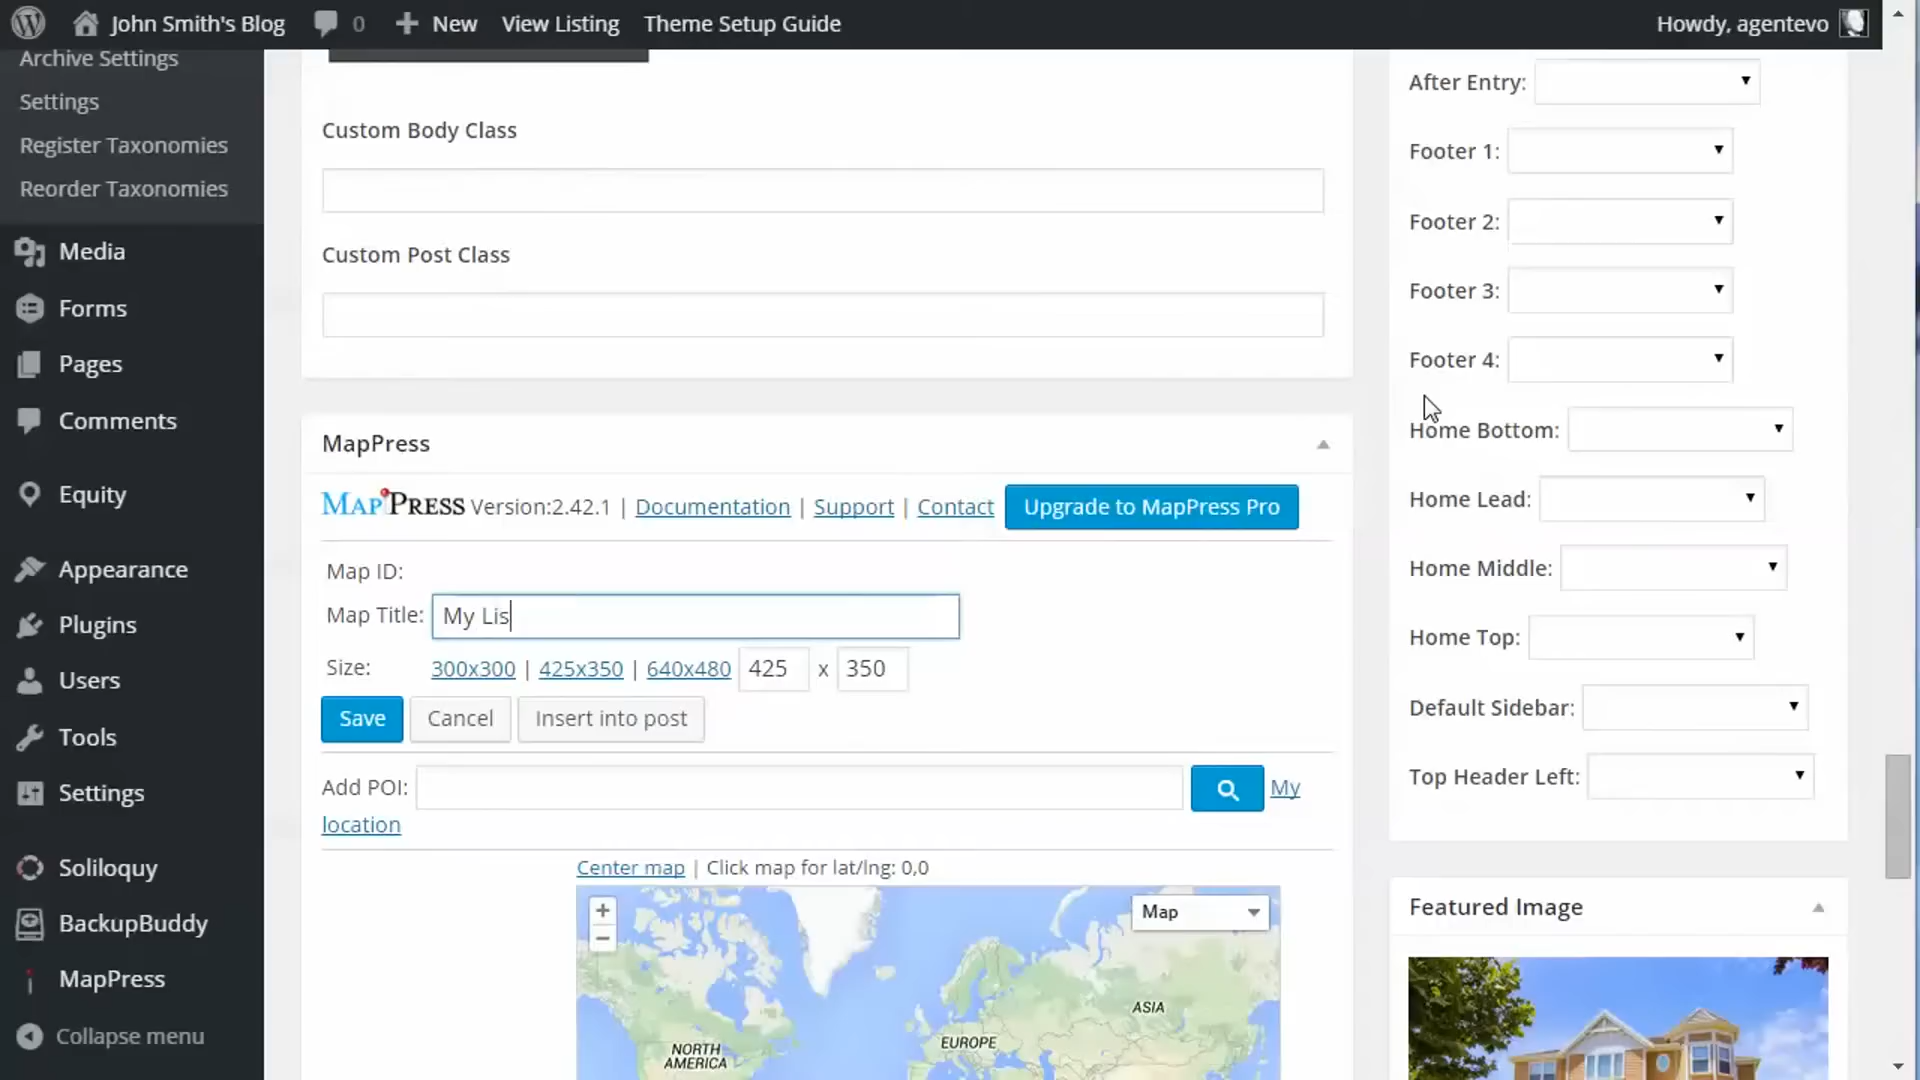 John Smith's Blog 0 New View Listing Theme Setup Guide Howdy, agentevo
Archive Settings
Settings
Register Taxonomies
Reorder Taxonomies
Media
Forms
Pages
Comments
Equity
Appearance
Plugins
Users
Tools
Settings
Soliloquy
BackupBuddy
MapPress
Collapse menu
Custom Body Class
Custom Post Class
MapPress
MapPress Version:2.42.1 | Documentation | Support | Contact Upgrade to MapPress Pro
Map ID:
Map Title: My Lis
Size: 300x300 | 425x350 | 640x480 425 x 350
Save Cancel Insert into post
Add POI: My
location
Center map | Click map for lat/lng: 0,0
+
Map
−
ASIA
EUROPE
NORTH
AMERICA
After Entry:
Footer 1:
Footer 2:
Footer 3:
Footer 4:
Home Bottom:
Home Lead:
Home Middle:
Home Top:
Default Sidebar:
Top Header Left:
Featured Image